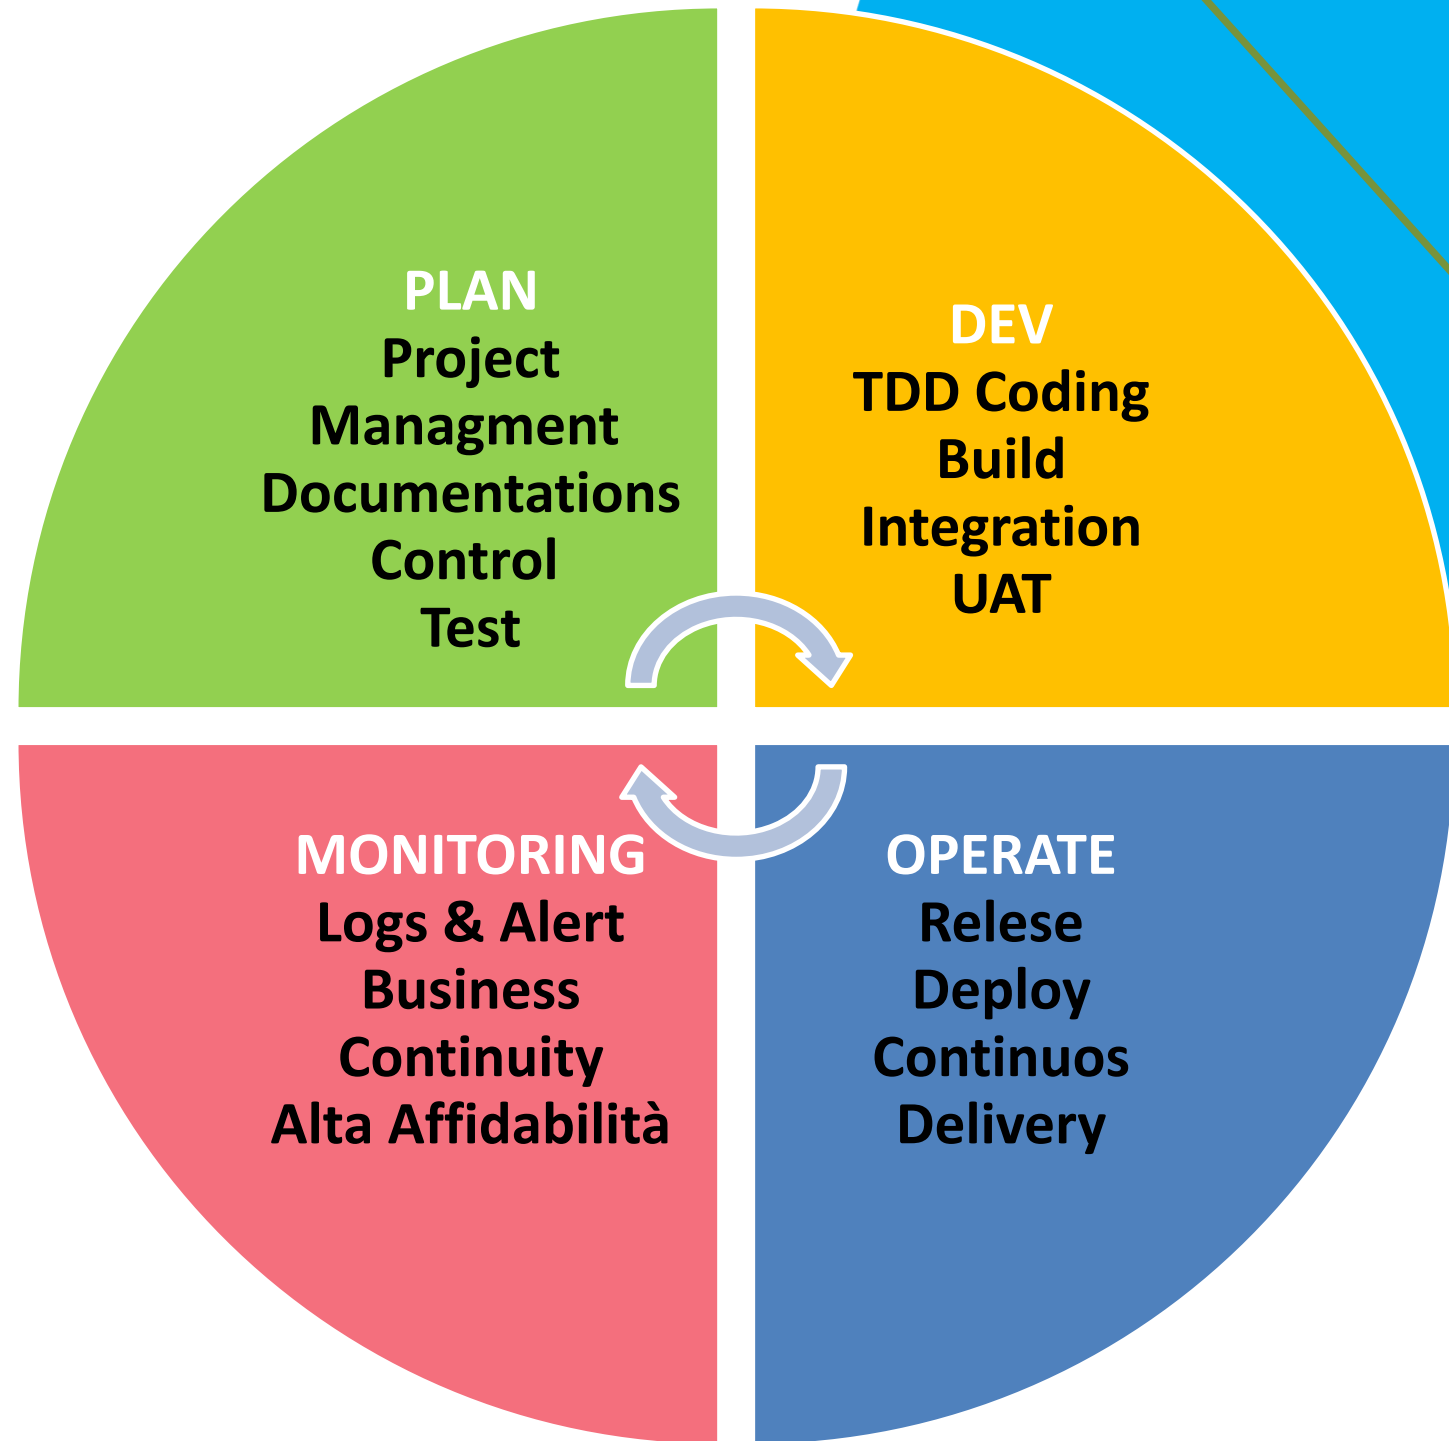 PLAN
Project
Managment
Documentations
Control
Test
DEV
TDD Coding
Build
Integration
UAT
MONITORING
Logs & Alert
Business
Continuity
Alta Affidabilità
OPERATE
Relese
Deploy
Continuos
Delivery